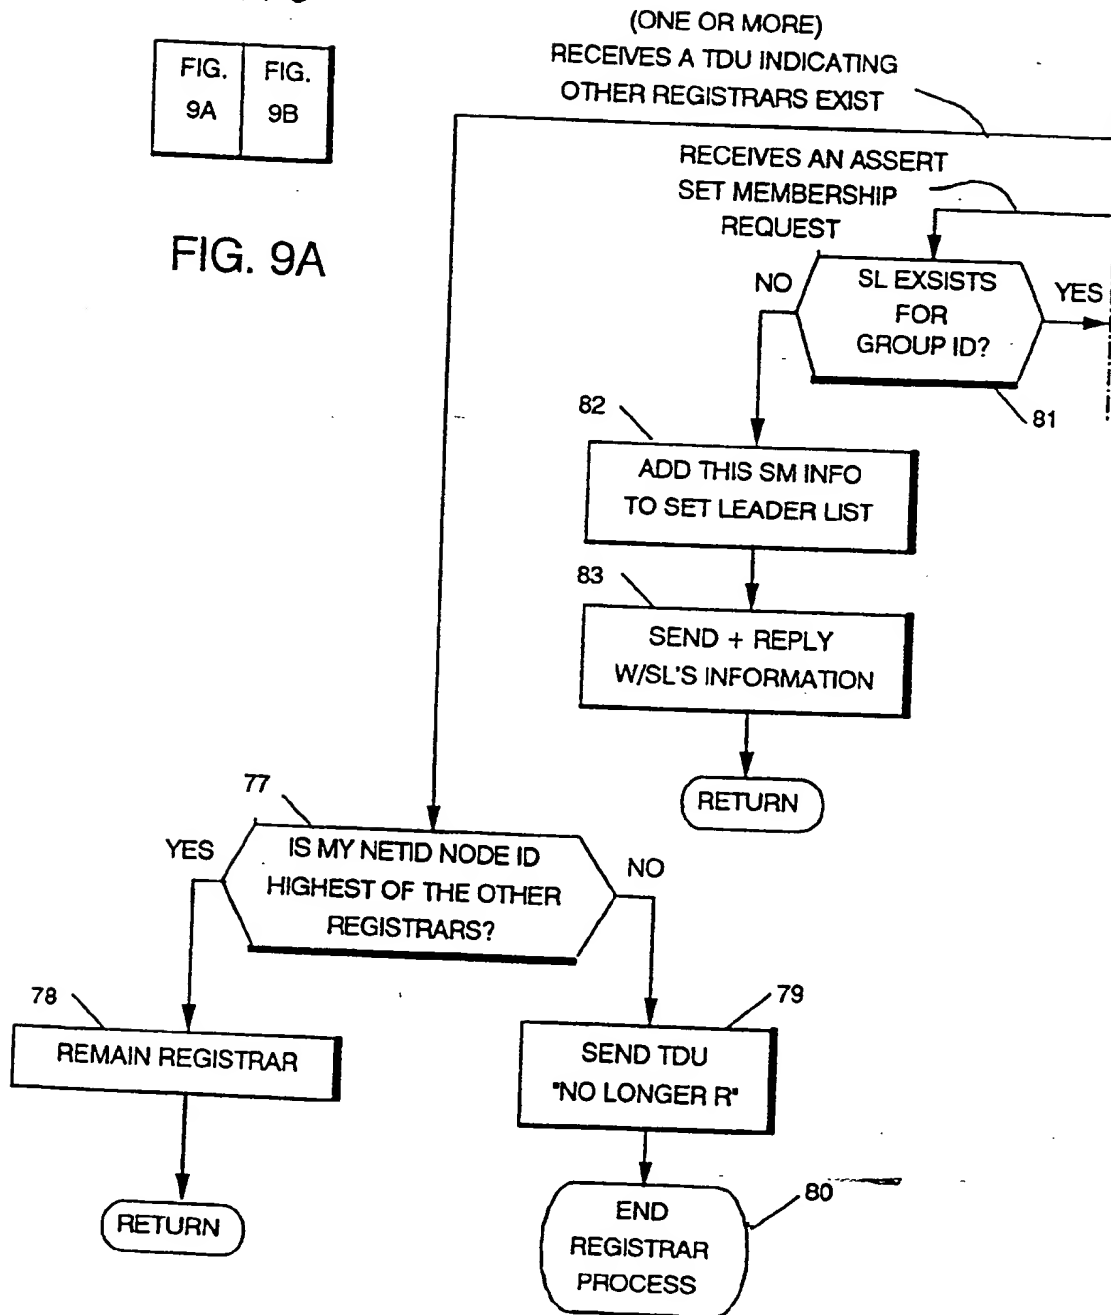 FIG. 9A
FIG. 9B
FIG. 9A
(ONE OR MORE)
RECEIVES A TDU INDICATING
OTHER REGISTRARS EXIST
RECEIVES AN ASSERT
SET MEMBERSHIP
REQUEST
NO
SL EXSISTS
FOR
GROUP ID?
YES
81
82
ADD THIS SM INFO
TO SET LEADER LIST
83
SEND + REPLY
W/SL'S INFORMATION
RETURN
77
YES
IS MY NETID NODE ID
HIGHEST OF THE OTHER
REGISTRARS?
NO
78
REMAIN REGISTRAR
RETURN
79
SEND TDU
"NO LONGER R"
80
END
REGISTRAR
PROCESS